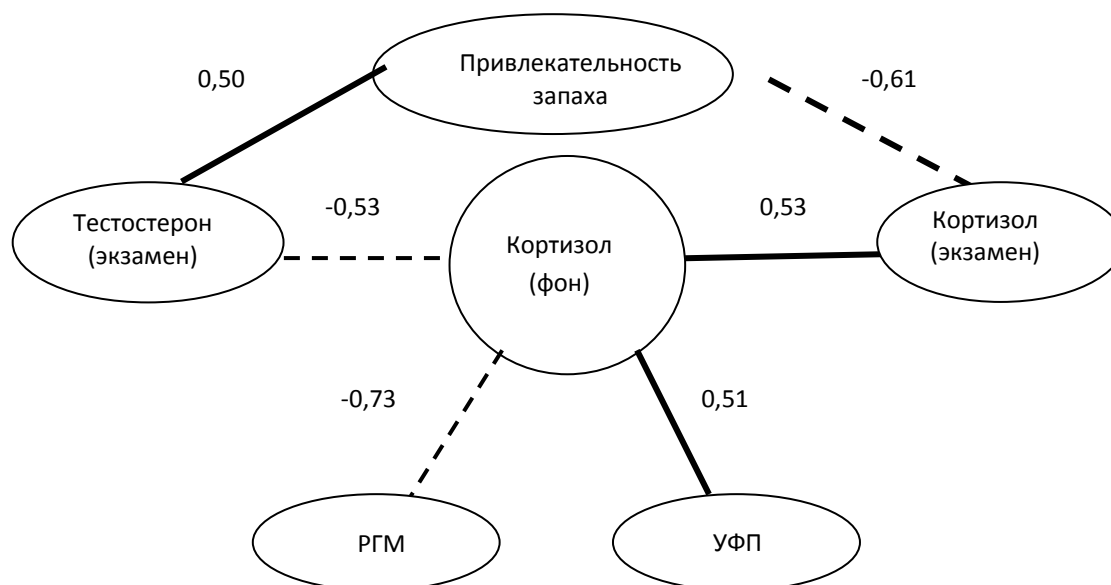 Привлекательность
запаха
0,50
-0,61
Тестостерон
(экзамен)
-0,53
Кортизол
(фон)
0,53
Кортизол
(экзамен)
-0,73
0,51
РГМ
УФП